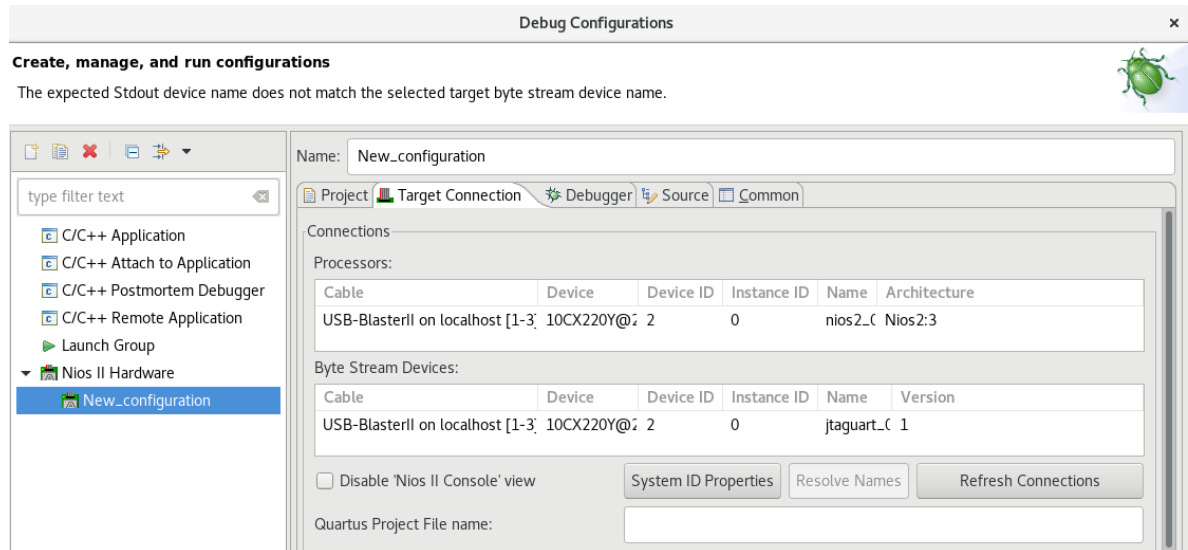 Debug Configurations
Create, manage, and run configurations
The expected Stdout device name does not match the selected target byte stream device name.
type filter text
C/C++ Application
C/C++ Attach to Application
C/C++ Postmortem Debugger
C/C++ Remote Application
Launch Group
Nios II Hardware
New_configuration
Name: New_configuration
Project Target Connection Debugger Source Common
Connections
Processors:
Cable Device Device ID Instance ID Name Architecture
USB-BlasterII on localhost [1-3] 10CX220Y@2 2 0 nios2_0 Nios2:3
Byte Stream Devices:
Cable Device Device ID Instance ID Name Version
USB-BlasterII on localhost [1-3] 10CX220Y@2 2 0 jtaguart_0 1
Disable 'Nios II Console' view System ID Properties Resolve Names Refresh Connections
Quartus Project File name: